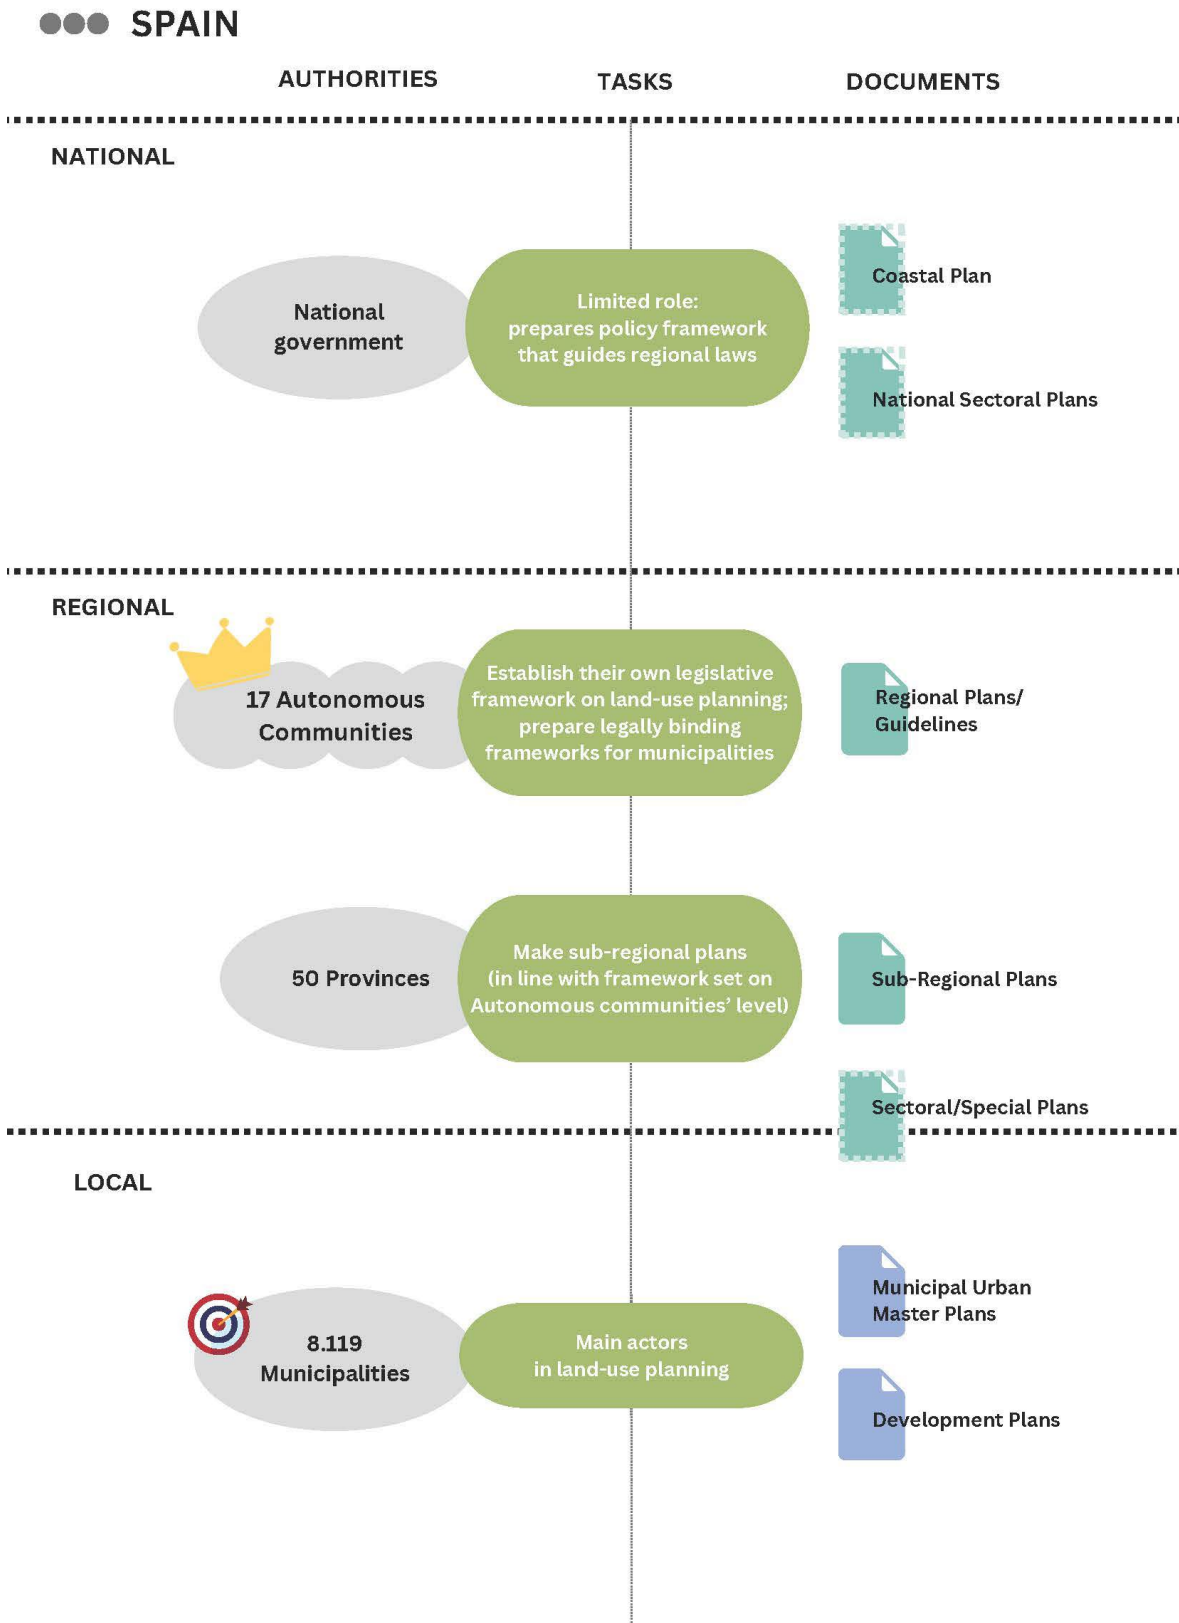 SPAIN
AUTHORITIES
TASKS
DOCUMENTS
NATIONAL
National
government
Limited role:
prepares policy framework
that guides regional laws
Coastal Plan
National Sectoral Plans
REGIONAL
17 Autonomous
Communities
Establish their own legislative
framework on land-use planning;
prepare legally binding
frameworks for municipalities
Regional Plans/
Guidelines
50 Provinces
Make sub-regional plans
(in line with framework set on
Autonomous communities’ level)
Sub-Regional Plans
Sectoral/Special Plans
LOCAL
8.119
Municipalities
Main actors
in land-use planning
Municipal Urban
Master Plans
Development Plans